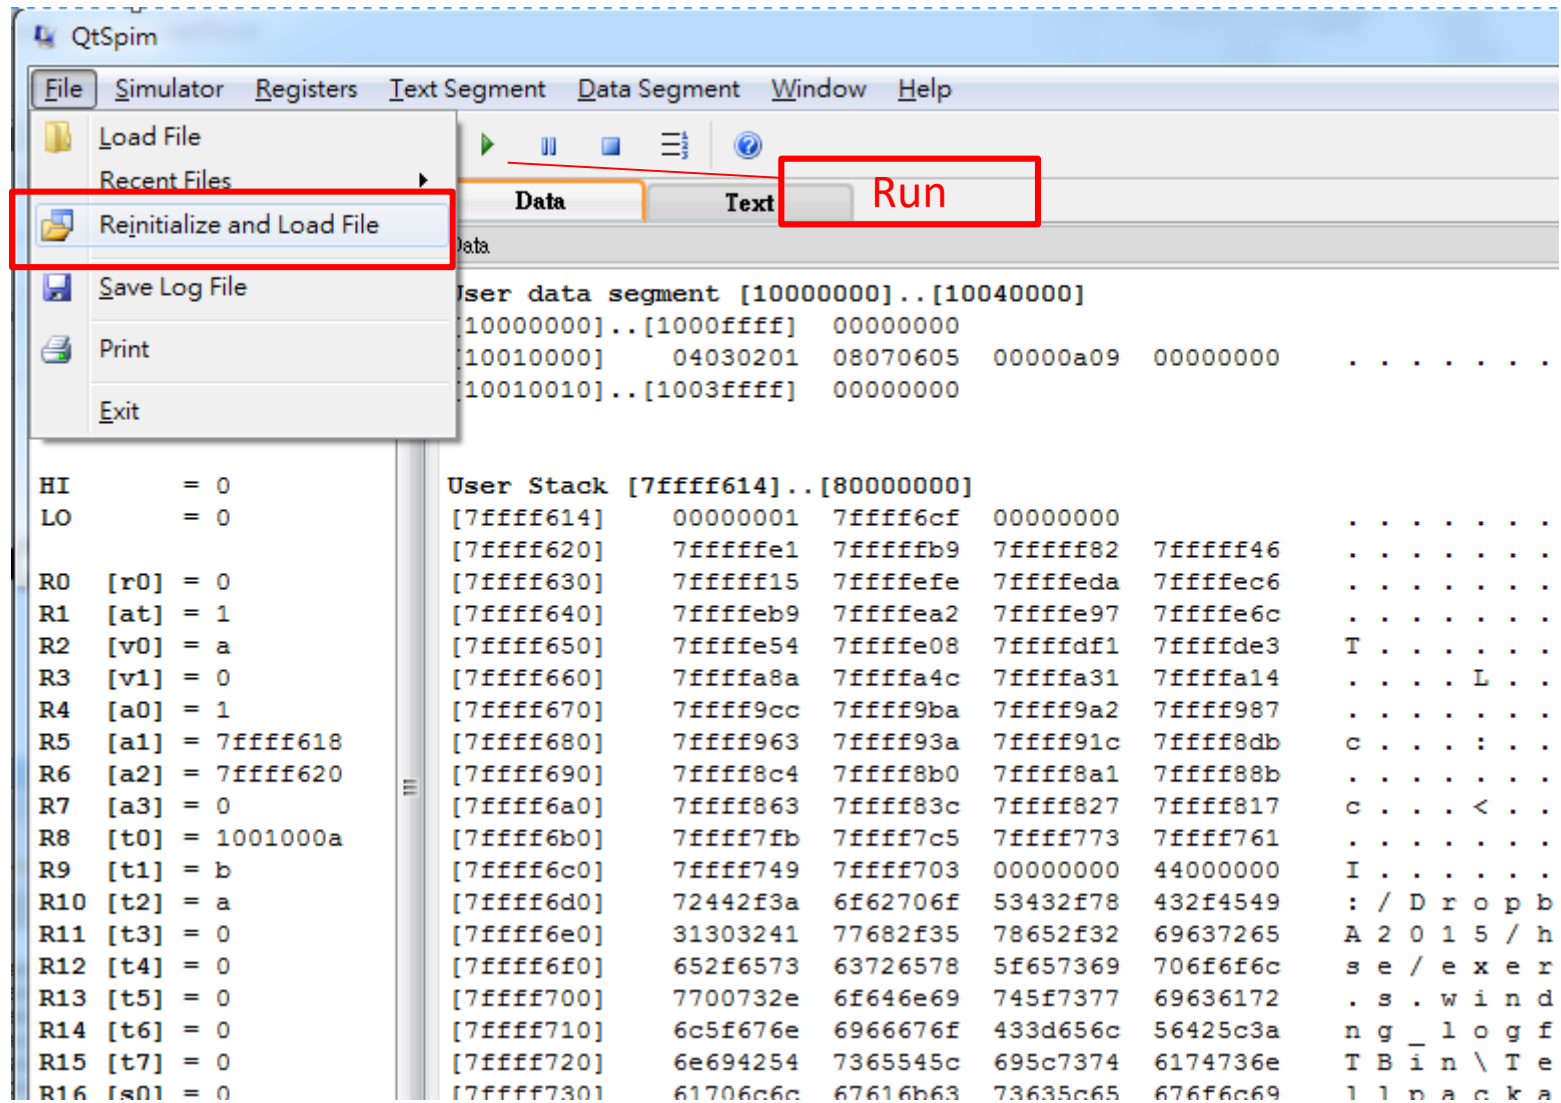 QtSpim
File Simulator Registers Text Segment Data Segment Window Help
Load File
Recent Files
Reinitialize and Load File
Save Log File
Print
Exit
Run
Data Text
Data
User data segment [10000000]..[10040000]
[10000000]..[1000ffff] 00000000
[10010000] 04030201 08070605 00000a09 00000000 . . . . . . .
[10010010]..[1003ffff] 00000000
HI = 0
LO = 0
R0 [r0] = 0
R1 [at] = 1
R2 [v0] = a
R3 [v1] = 0
R4 [a0] = 1
R5 [a1] = 7ffff618
R6 [a2] = 7ffff620
R7 [a3] = 0
R8 [t0] = 1001000a
R9 [t1] = b
R10 [t2] = a
R11 [t3] = 0
R12 [t4] = 0
R13 [t5] = 0
R14 [t6] = 0
R15 [t7] = 0
R16 [s0] = 0
User Stack [7ffff614]..[80000000]
[7ffff614] 00000001 7ffff6cf 00000000 . . . . . . .
[7ffff620] 7fffffe1 7fffffb9 7fffff82 7fffff46 . . . . . . .
[7ffff630] 7fffff15 7ffffefe 7ffffeda 7ffffec6 . . . . . . .
[7ffff640] 7ffffeb9 7ffffea2 7ffffe97 7ffffe6c . . . . . . .
[7ffff650] 7ffffe54 7ffffe08 7ffffdf1 7ffffde3 T . . . . . .
[7ffff660] 7ffffa8a 7ffffa4c 7ffffa31 7ffffa14 . . . . L . .
[7ffff670] 7ffff9cc 7ffff9ba 7ffff9a2 7ffff987 . . . . . . .
[7ffff680] 7ffff963 7ffff93a 7ffff91c 7ffff8db c . . . : . .
[7ffff690] 7ffff8c4 7ffff8b0 7ffff8a1 7ffff88b . . . . . . .
[7ffff6a0] 7ffff863 7ffff83c 7ffff827 7ffff817 c . . . < . .
[7ffff6b0] 7ffff7fb 7ffff7c5 7ffff773 7ffff761 . . . . . . .
[7ffff6c0] 7ffff749 7ffff703 00000000 44000000 I . . . . . .
[7ffff6d0] 72442f3a 6f62706f 53432f78 432f4549 : / D r o p b
[7ffff6e0] 31303241 77682f35 78652f32 69637265 A 2 0 1 5 / h
[7ffff6f0] 652f6573 63726578 5f657369 706f6f6c s e / e x e r
[7ffff700] 7700732e 6f646e69 745f7377 69636172 . s . w i n d
[7ffff710] 6c5f676e 6966676f 433d656c 56425c3a n g _ l o g f
[7ffff720] 6e694254 7365545c 695c7374 6174736e T B i n \ T e
[7ffff730] 61706c6c 67616b63 73635c65 676f6c69 l l p a c k a